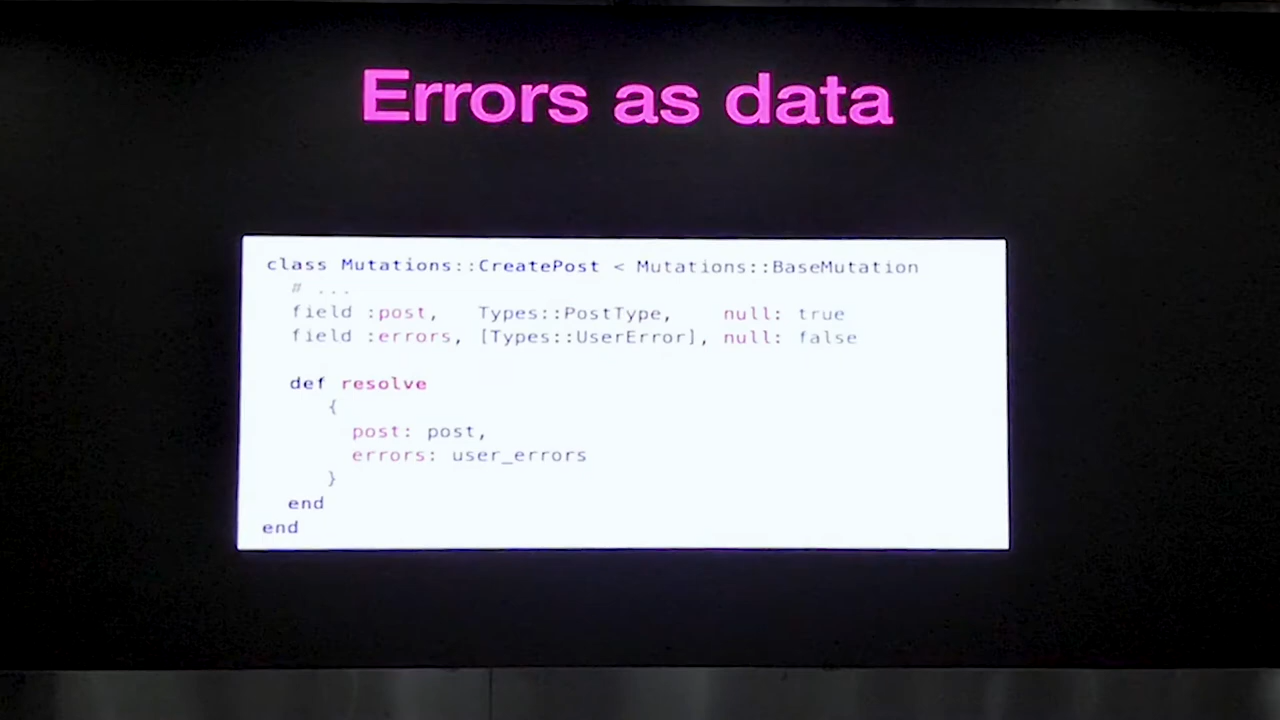 Errors as data
class Mutations::CreatePost < Mutations::BaseMutation
  # ...
  field :post,   Types::PostType,    null: true
  field :errors, [Types::UserError], null: false
  def resolve
     {
       post: post,
       errors: user_errors
     }
  end
end